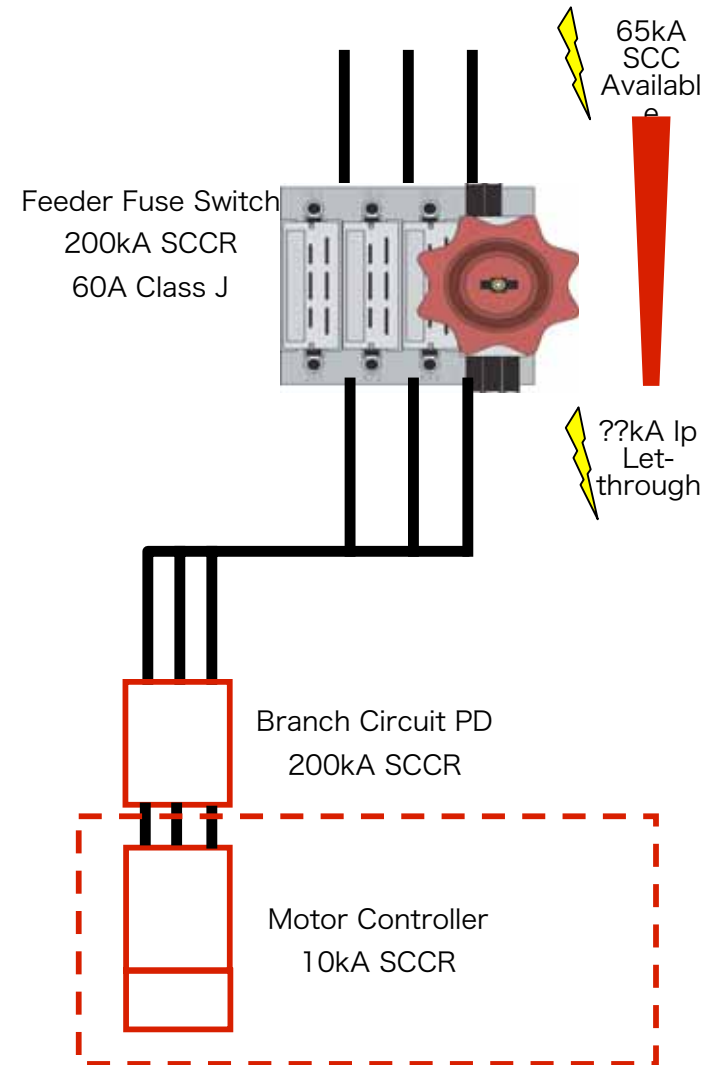 65kA
SCC
Availabl
e
Feeder Fuse Switch
200kA SCCR
60A Class J
??kA Ip
Let-
through
Branch Circuit PD
200kA SCCR
Motor Controller
10kA SCCR